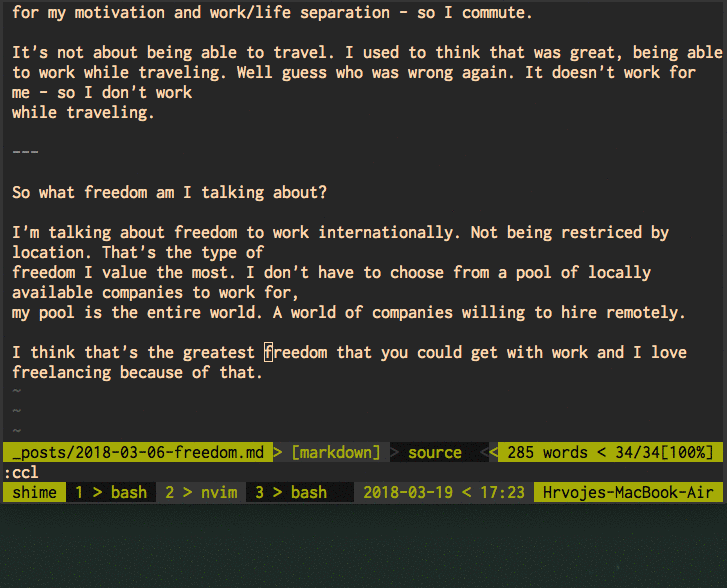 for my motivation and work/life separation - so I commute.
It's not about being able to travel. I used to think that was great, being able
to work while traveling. Well guess who was wrong again. It doesn't work for
me - so I don't work
while traveling.
---
So what freedom am I talking about?
I'm talking about freedom to work internationally. Not being restriced by
location. That's the type of
freedom I value the most. I don't have to choose from a pool of locally
available companies to work for,
my pool is the entire world. A world of companies willing to hire remotely.
I think that's the greatest freedom that you could get with work and I love
freelancing because of that.
~
~
~
_posts/2018-03-06-freedom.md > [markdown] > source << 285 words < 34/34[100%]
:ccl
shime 1 > bash 2 > nvim 3 > bash 2018-03-19 < 17:23 Hrvojes-MacBook-Air